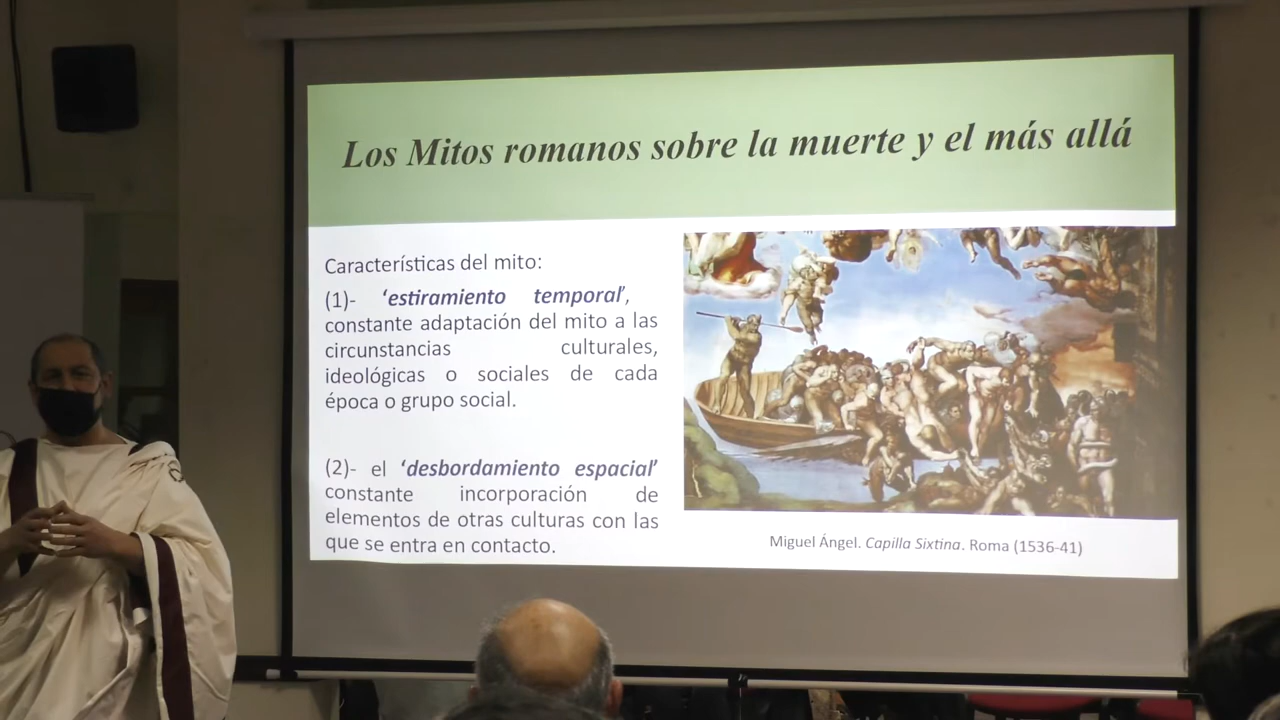 Los Mitos romanos sobre la muerte y el más allá
Características del mito:
(1)- ‘estiramiento temporal’,
constante adaptación del mito a las
circunstancias culturales,
ideológicas o sociales de cada
época o grupo social.
(2)- el ‘desbordamiento espacial’
constante incorporación de
elementos de otras culturas con las
que se entra en contacto.
Miguel Ángel. Capilla Sixtina. Roma (1536-41)